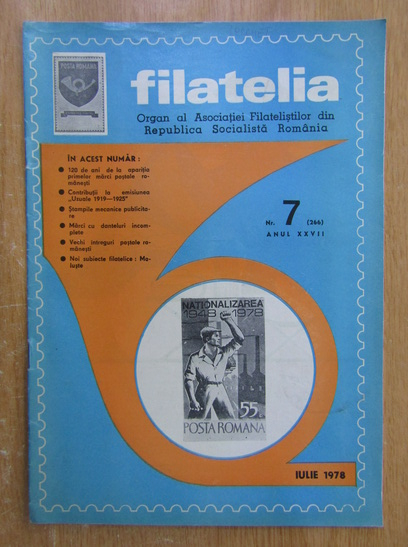 POSTA ROMÂNĂ
filatelia
Organ al Asociației Filateliștilor din
Republica Socialistă România
ÎN ACEST NUMĂR :
120 de ani de la apariția
primelor mărci poștale ro-
mânești
Contribuții la emisiunea
„Uzuale 1919—1925"
Ștampile mecanice publicita-
re
Mărci cu danteluri incom-
plete
Vechi întreguri poștale ro-
mânești
Noi subiecte filatelice : Mo-
luște
Nr. 7 (266)
ANUL XXVII
NATIONALIZAREA
1948 1978
55
POSTA ROMANA
IULIE 1978